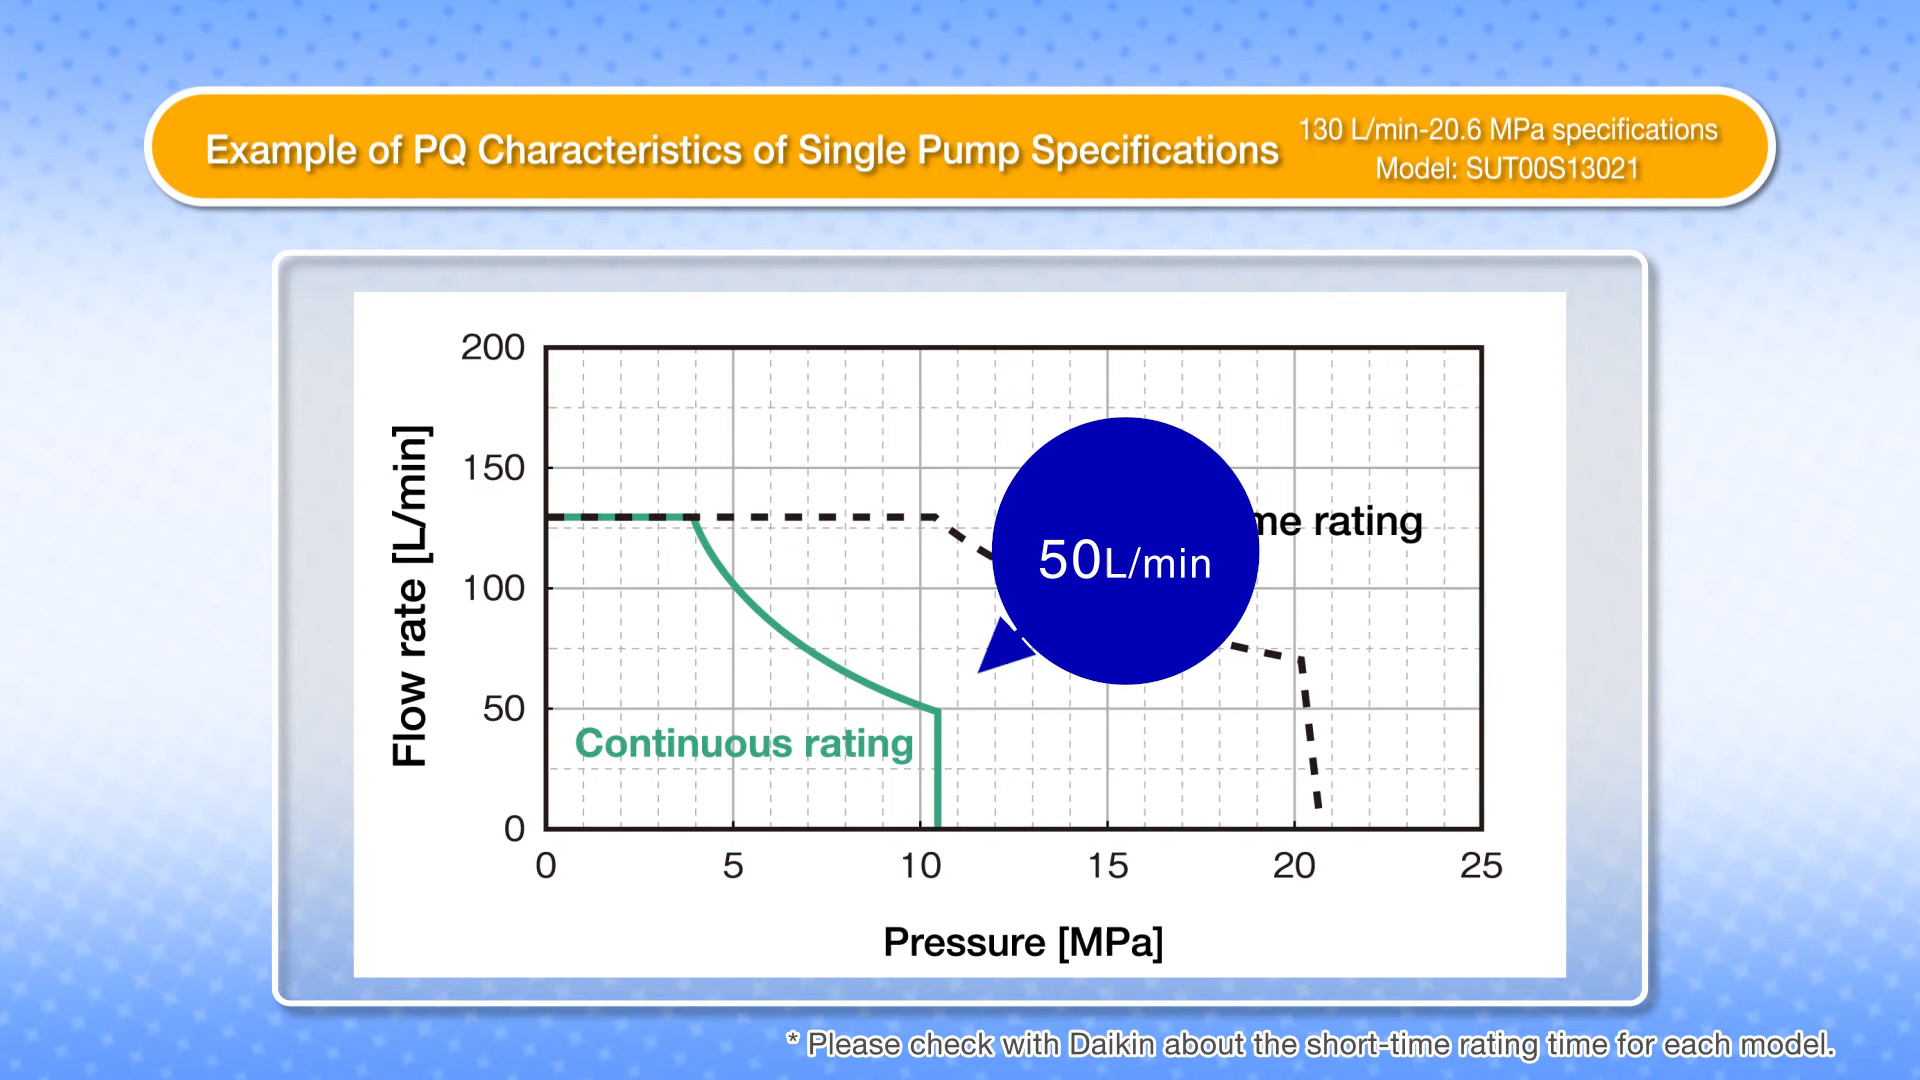 Example of PQ Characteristics of Single Pump Specifications
130 L/min-20.6 MPa specifications
Model: SUT00S13021
Flow rate [L/min]
200
150
100
50
0
50L/min
rating
Continuous rating
0 5 10 15 20 25
Pressure [MPa]
* Please check with Daikin about the short-time rating time for each model.